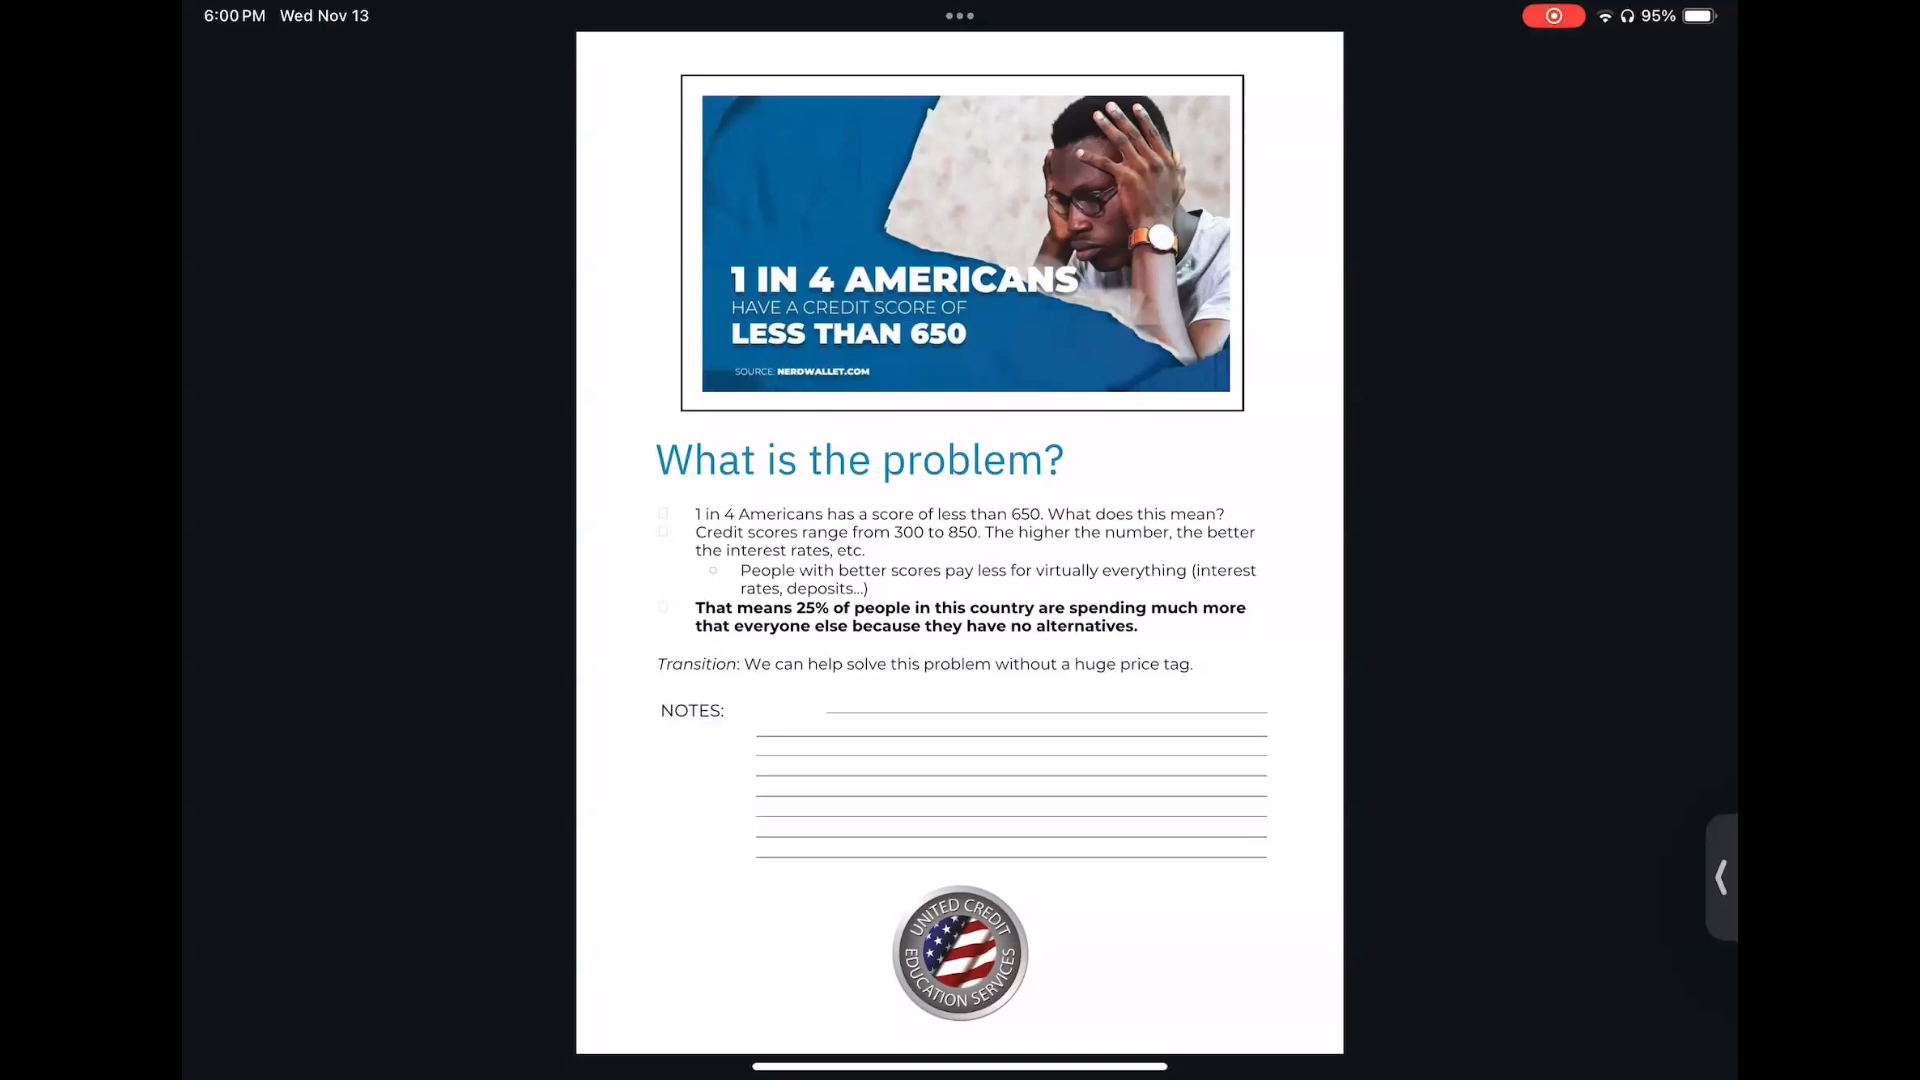 6:00 PM Wed Nov 13
95%
1 IN 4 AMERICANS
HAVE A CREDIT SCORE OF
LESS THAN 650
SOURCE: NERDWALLET.COM
What is the problem?
1 in 4 Americans has a score of less than 650. What does this mean?
Credit scores range from 300 to 850. The higher the number, the better
the interest rates, etc.
People with better scores pay less for virtually everything (interest
rates, deposits...)
That means 25% of people in this country are spending much more
that everyone else because they have no alternatives.
Transition: We can help solve this problem without a huge price tag.
NOTES:
UNITED CREDIT
EDUCATION SERVICES